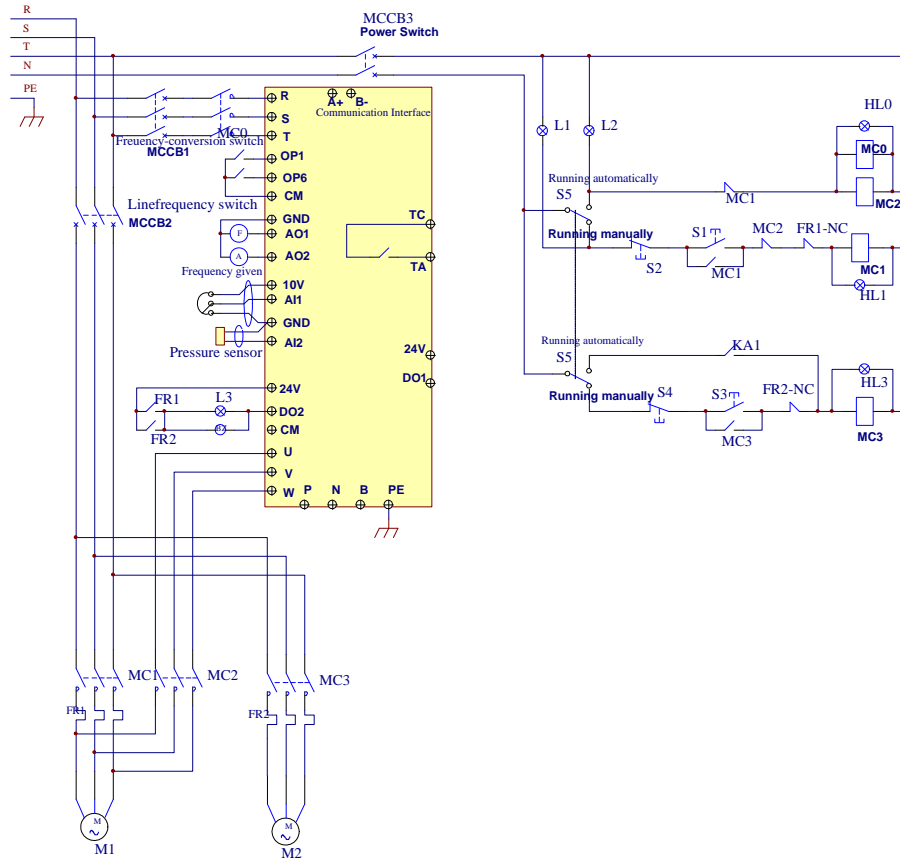 R
S
T
N
PE
MCCB3
Power Switch
A+ B-
Communication Interface
R
S
T
MC0
Freuency-conversion switch
MCCB1
OP1
OP6
CM
Linefrequency switch
MCCB2
GND
AO1
F
AO2
A
Frequency given
10V
AI1
GND
AI2
Pressure sensor
TC
TA
24V
DO1
24V
FR1
L3
DO2
FR2
BZ
CM
U
V
W
P N B PE
L1
L2
HL0
MC0
MC2
Running automatically
S5
MC1
Running manually
S1
MC2
FR1-NC
S2
MC1
MC1
HL1
Running automatically
S5
KA1
Running manually
S4
S3
FR2-NC
HL3
MC3
MC3
MC1
MC2
MC3
FR1
FR2
M
M1
M
M2